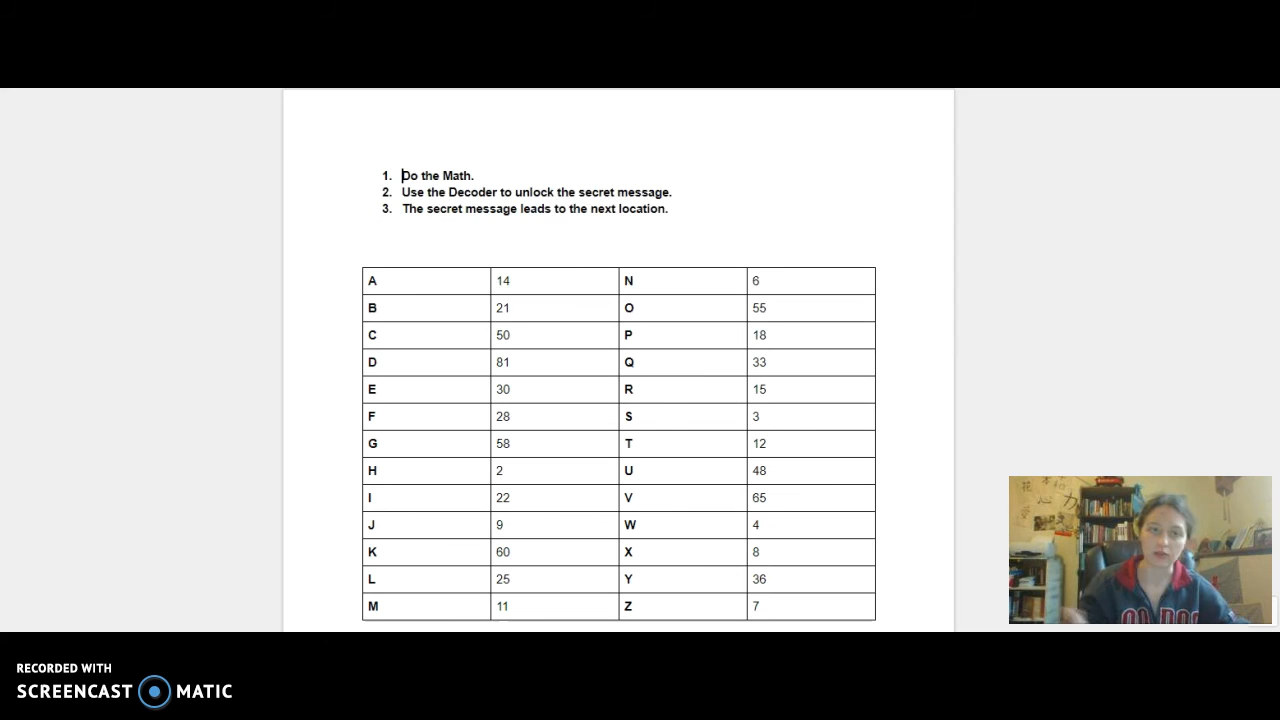 1. Do the Math.
2. Use the Decoder to unlock the secret message.
3. The secret message leads to the next location.
A 14 N 6
B 21 O 55
C 50 P 18
D 81 Q 33
E 30 R 15
F 28 S 3
G 58 T 12
H 2 U 48
I 22 V 65
J 9 W 4
K 60 X 8
L 25 Y 36
M 11 Z 7
RECORDED WITH
SCREENCAST MATIC